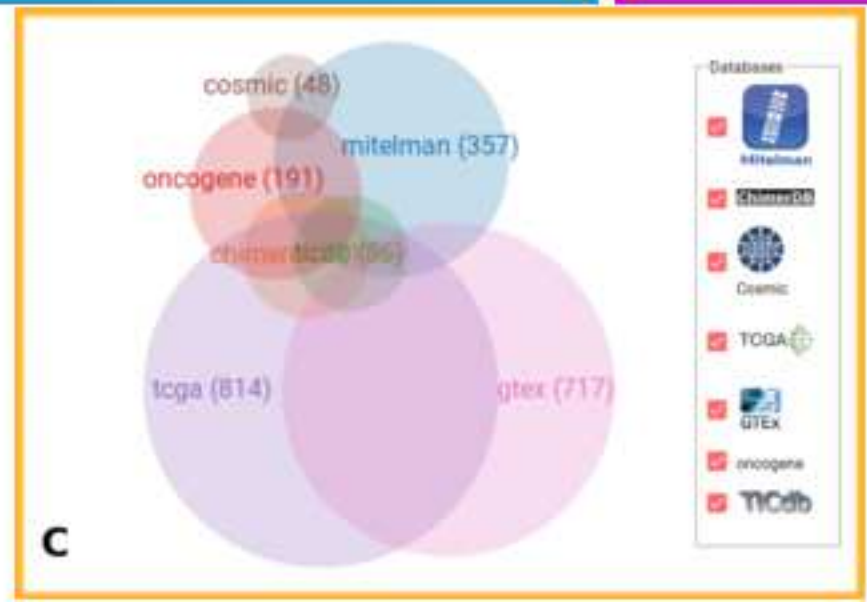 cosmic (48)
mitelman (357)
oncogene (191)
tcga (814)
gtex (717)
C
Databases
Mitelman
ChimerDB
Cosmic
TCGA
GTEx
oncogene
TICdb